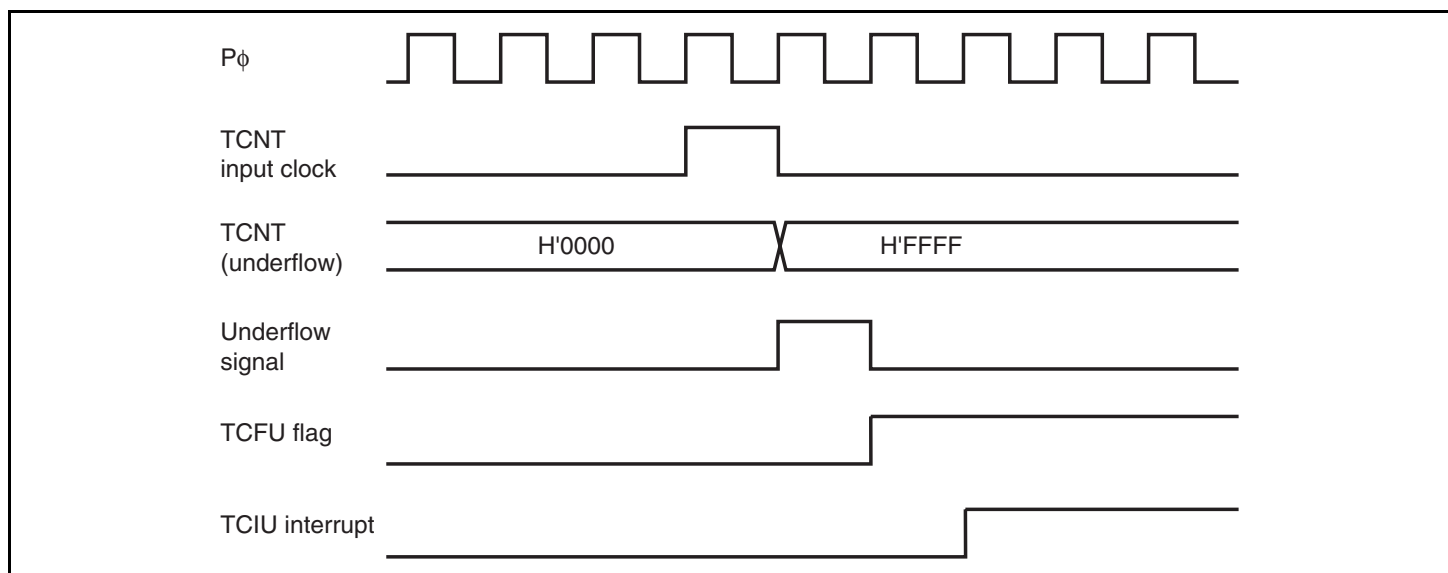 Pϕ
TCNT
input clock
TCNT
(underflow)
H'0000
H'FFFF
Underflow
signal
TCFU flag
TCIU interrupt